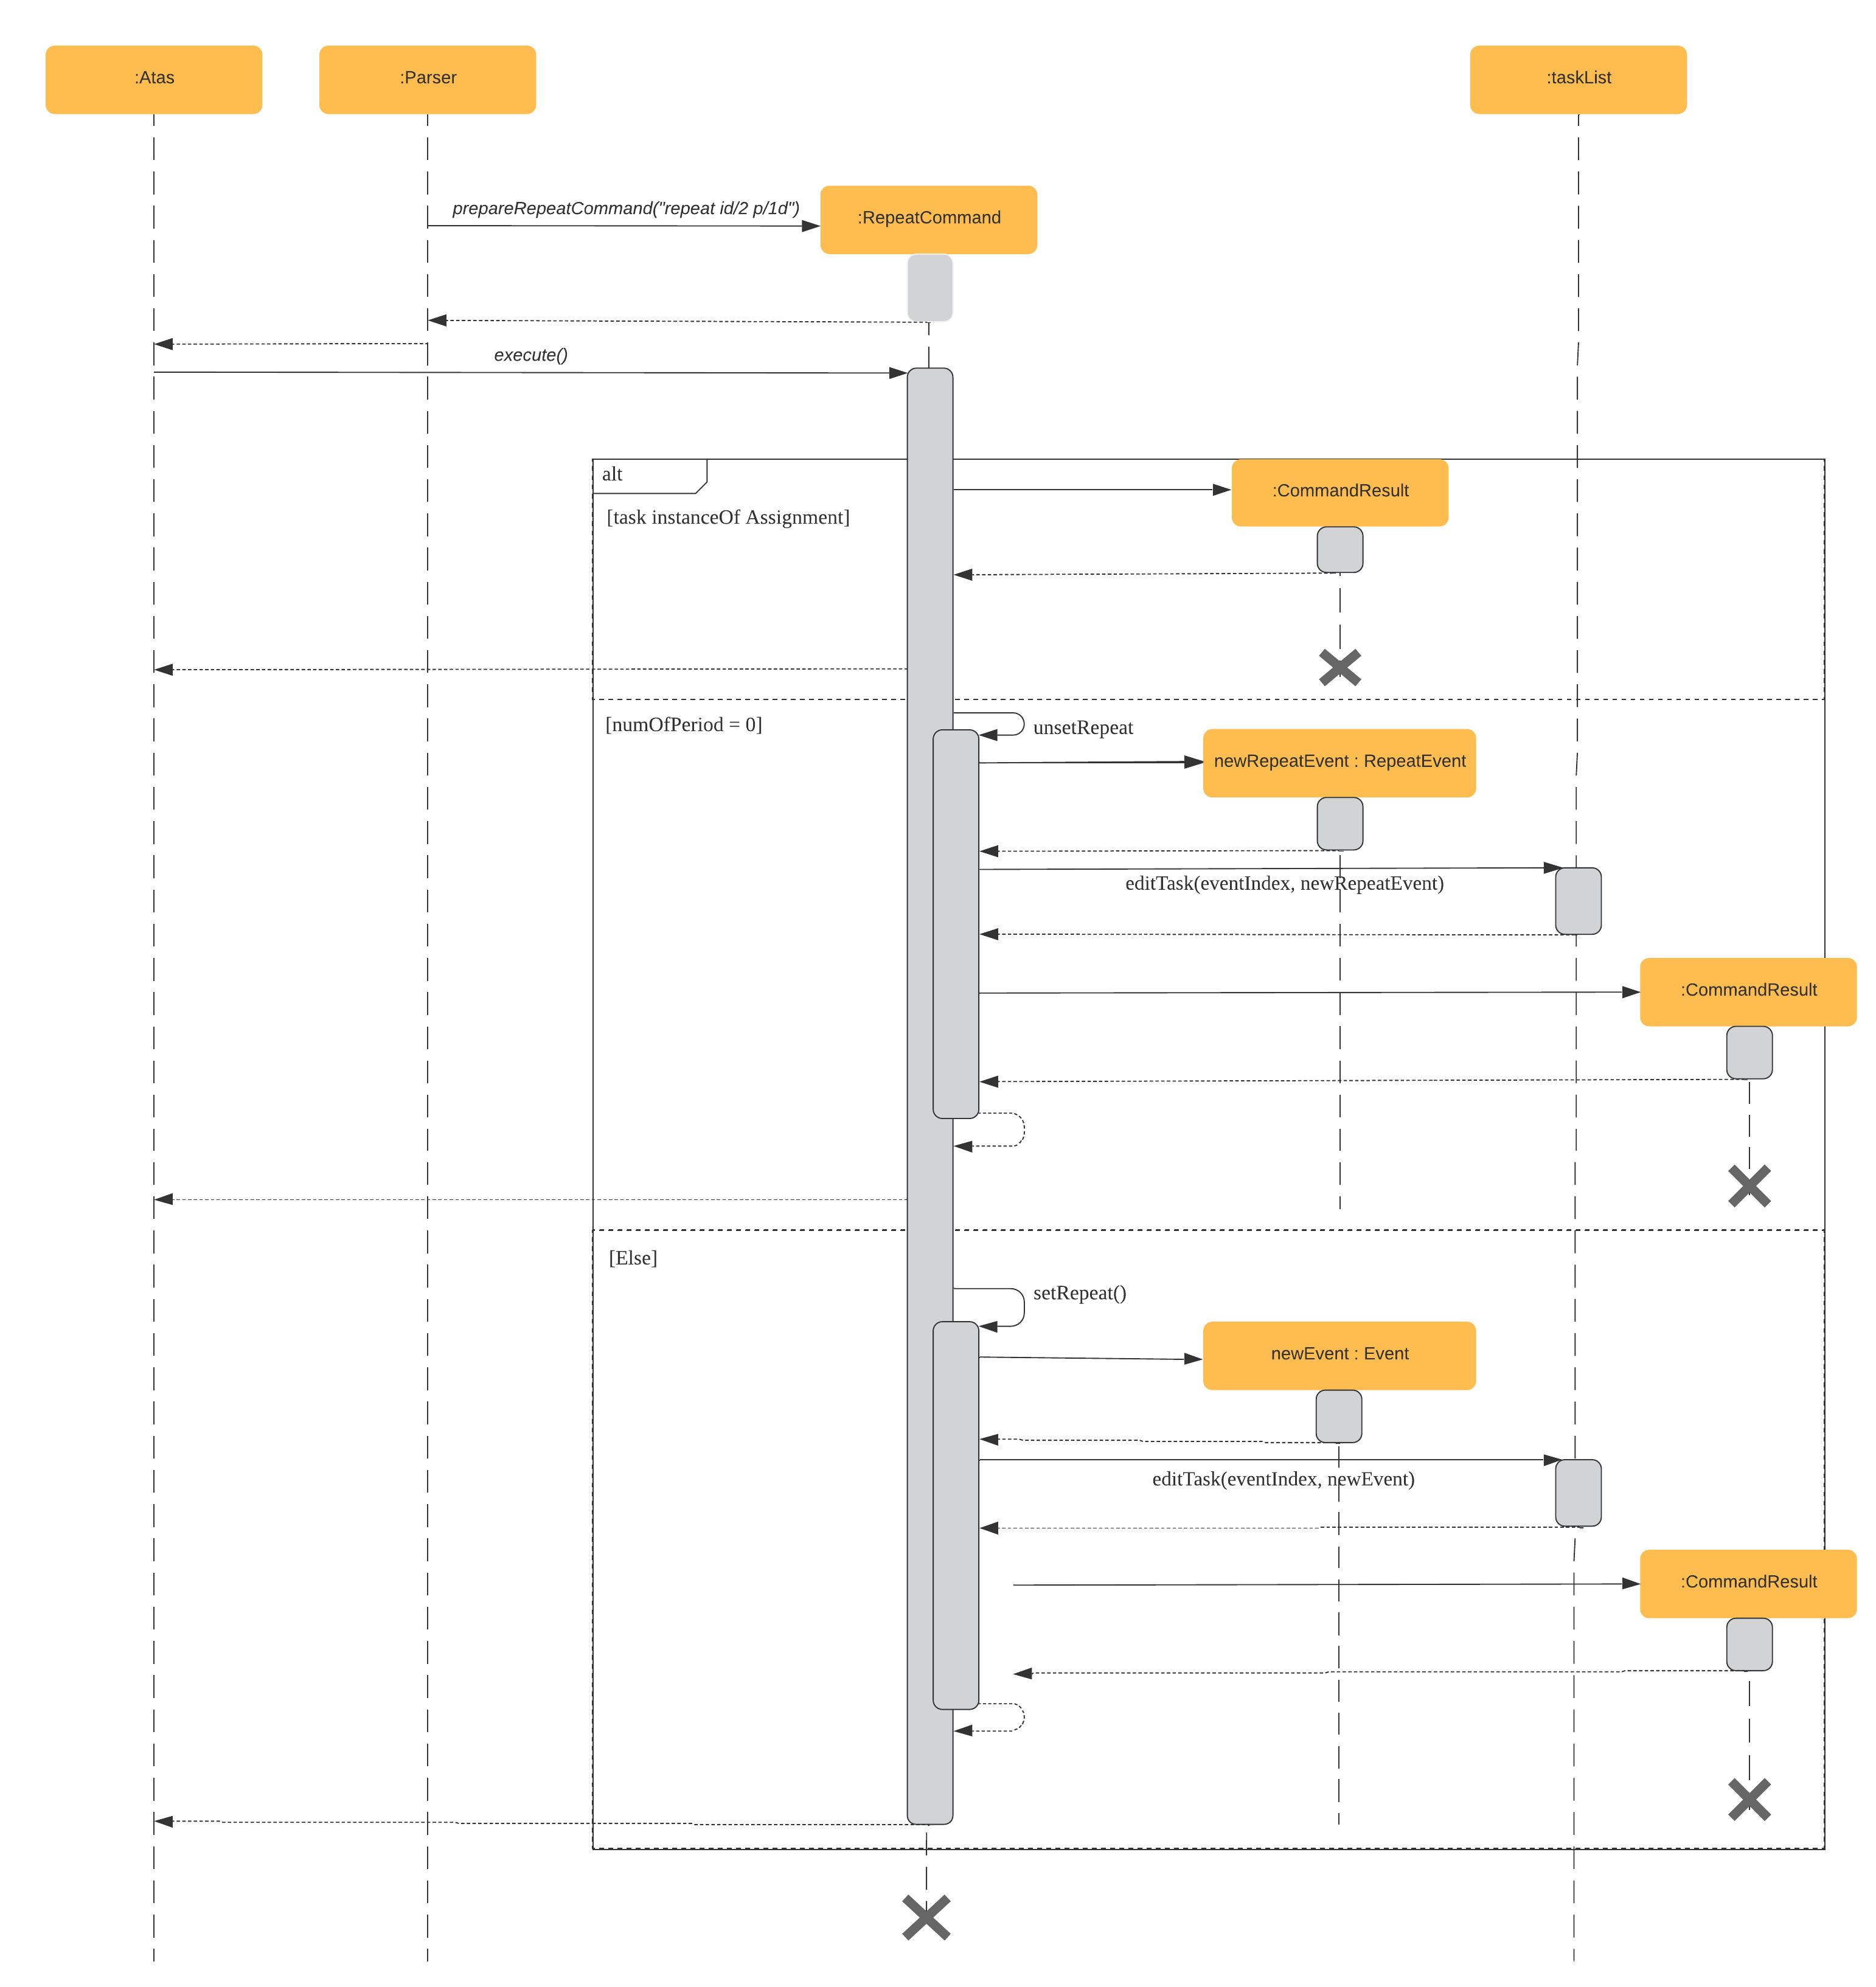 :Atas
:Parser
:taskList
prepareRepeatCommand("repeat id/2 p/1d")
:RepeatCommand
execute()
alt
:CommandResult
[task instanceOf Assignment]
[numOfPeriod = 0]
unsetRepeat
newRepeatEvent : RepeatEvent
editTask(eventIndex, newRepeatEvent)
:CommandResult
[Else]
setRepeat()
newEvent : Event
editTask(eventIndex, newEvent)
:CommandResult